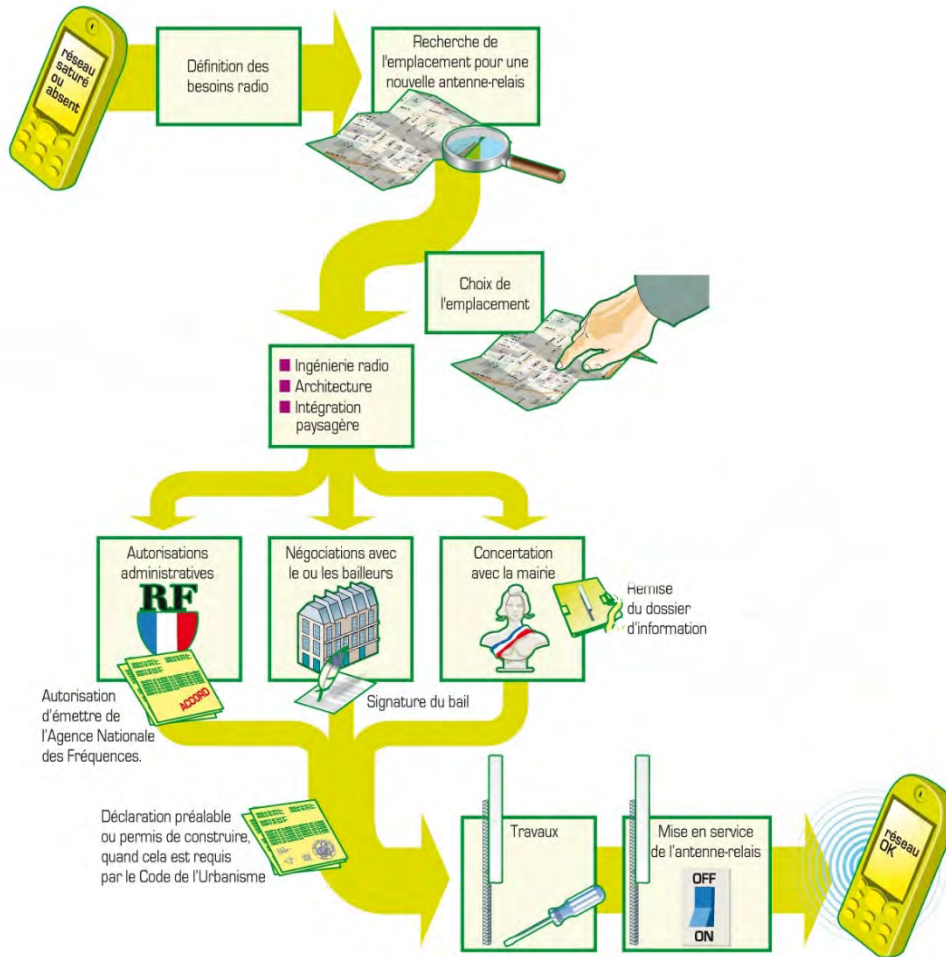 réseau
saturé
ou
absent
Définition des
besoins radio
Recherche de
l'emplacement pour une
nouvelle antenne-relais
Choix de
l'emplacement
Ingénierie radio
Architecture
Intégration
paysagère
Autorisations
administratives
RF
ACCORD
Autorisation
d'émettre de
l'Agence Nationale
des Fréquences.
Négociations avec
le ou les bailleurs
Signature du bail
Concertation
avec la mairie
Remise
du dossier
d'information
Déclaration préalable
ou permis de construire,
quand cela est requis
par le Code de l'Urbanisme
Travaux
Mise en service
de l'antenne-relais
OFF
ON
réseau
OK